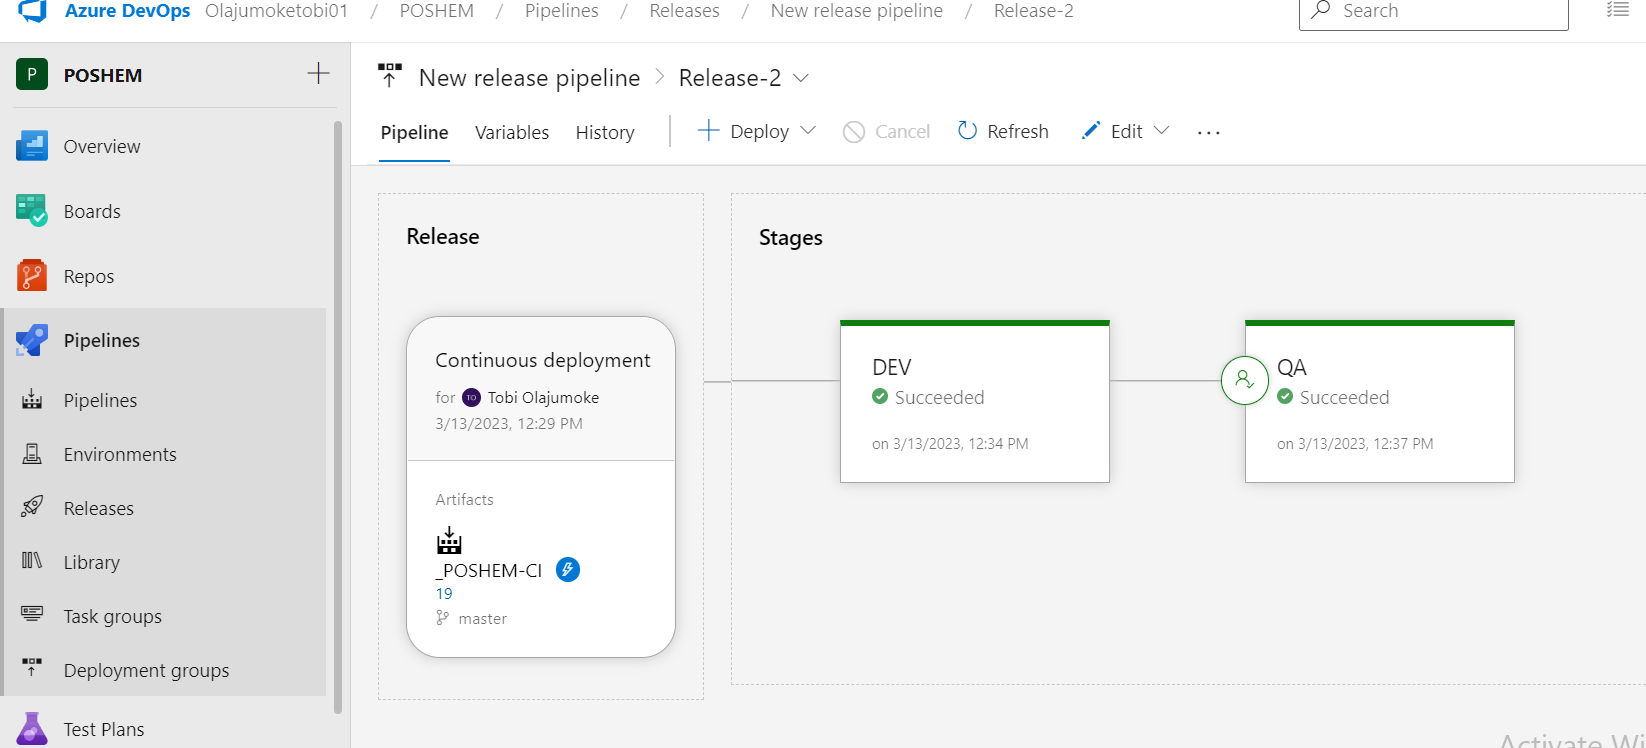 Azure DevOps Olajumoketobi01 / POSHEM / Pipelines / Releases / New release pipeline / Release-2
Search
P POSHEM
Overview
Boards
Repos
Pipelines
Pipelines
Environments
Releases
Library
Task groups
Deployment groups
Test Plans
New release pipeline > Release-2
Pipeline Variables History + Deploy Cancel Refresh Edit ...
Release
Continuous deployment
for TO Tobi Olajumoke
3/13/2023, 12:29 PM
Artifacts
_POSHEM-CI
19
master
Stages
DEV
Succeeded
on 3/13/2023, 12:34 PM
QA
Succeeded
on 3/13/2023, 12:37 PM
Activate Wi